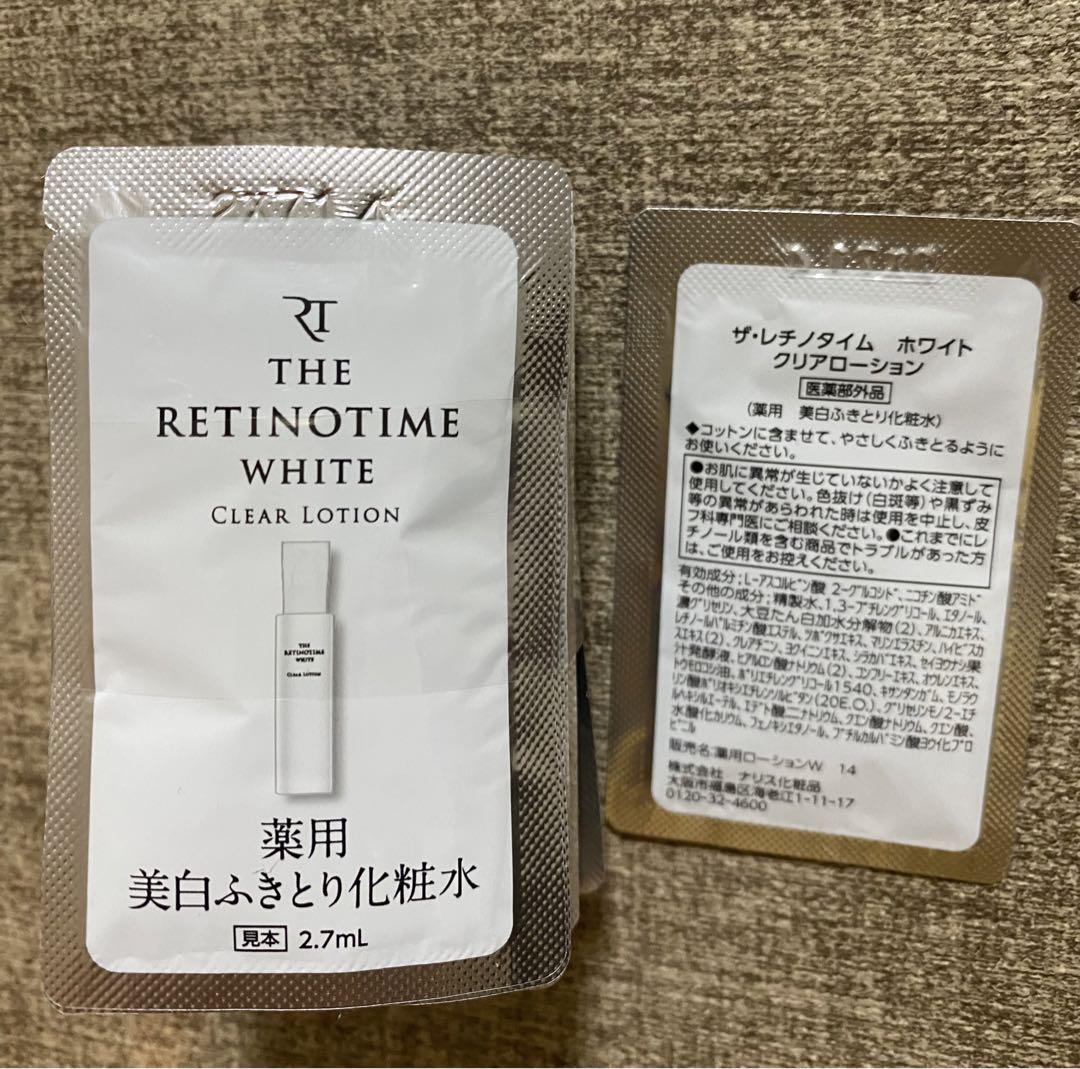 RT
THE
RETINOTIME
WHITE
CLEAR LOTION
THE
RETINOTIME
WHITE
CLEAR LOTION
薬用
美白ふきとり化粧水
見本 2.7mL
ザ・レチノタイム ホワイト
クリアローション
医薬部外品
(薬用 美白ふきとり化粧水)
◆コットンに含ませて、やさしくふきとるように
お使いください。
●お肌に異常が生じていないかよく注意して
使用してください。色抜け(白斑等)や黒ずみ
等の異常があらわれた時は使用を中止し、皮
フ科専門医にご相談ください。●これまでにレ
チノール類を含む商品でトラブルがあった方
は、ご使用をお控えください。
有効成分;L-アスコルビン酸 2-グルコシド、ニコチン酸アミド
その他の成分;精製水、1,3-ブチレングリコール、エタノール、
濃グリセリン、大豆たん白加水分解物(2)、アルニカエキス、
レチノールパルミチン酸エステル、ツボクサエキス、マリンエラスチン、ハイビスカ
スエキス(2)、クレアチニン、ヨクイニンエキス、シラカバエキス、セイヨウナシ果
汁発酵液、ヒアルロン酸ナトリウム(2)、コンフリーエキス、オウレンエキス、
トウモロコシ油、ポリエチレングリコール1540、キサンタンガム、モノラウ
リン酸ポリオキシエチレンソルビタン(20E.O.)、グリセリンモノ2-エチ
ルヘキシルエーテル、エデト酸二ナトリウム、クエン酸ナトリウム、クエン酸、
水酸化カリウム、フェノキシエタノール、ブチルカルバミン酸ヨウ化プロ
ピニル
販売名:薬用ローションW 14
株式会社 ナリス化粧品
大阪市福島区海老江1-11-17
0120-32-4600